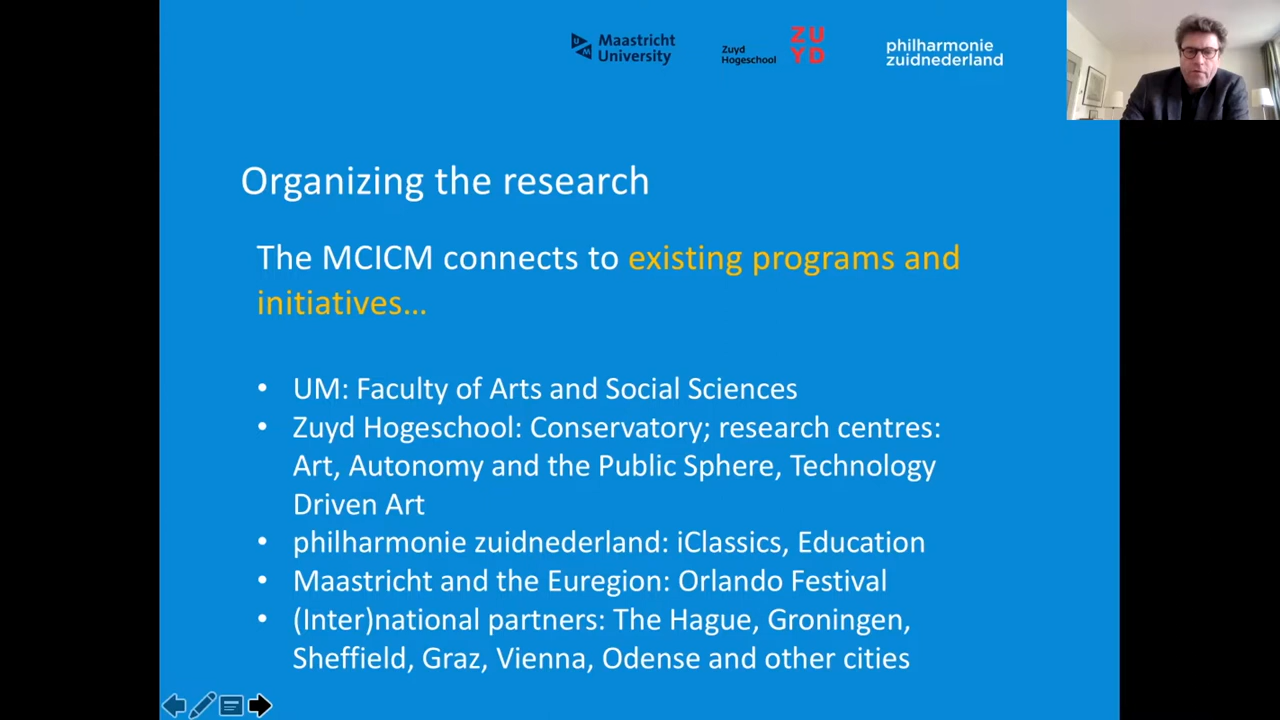 UM
Maastricht
University
Zuyd
Hogeschool
ZU
YD
philharmonie
zuidnederland
Organizing the research
The MCICM connects to existing programs and
initiatives...
• UM: Faculty of Arts and Social Sciences
• Zuyd Hogeschool: Conservatory; research centres:
Art, Autonomy and the Public Sphere, Technology
Driven Art
• philharmonie zuidnederland: iClassics, Education
• Maastricht and the Euregion: Orlando Festival
• (Inter)national partners: The Hague, Groningen,
Sheffield, Graz, Vienna, Odense and other cities